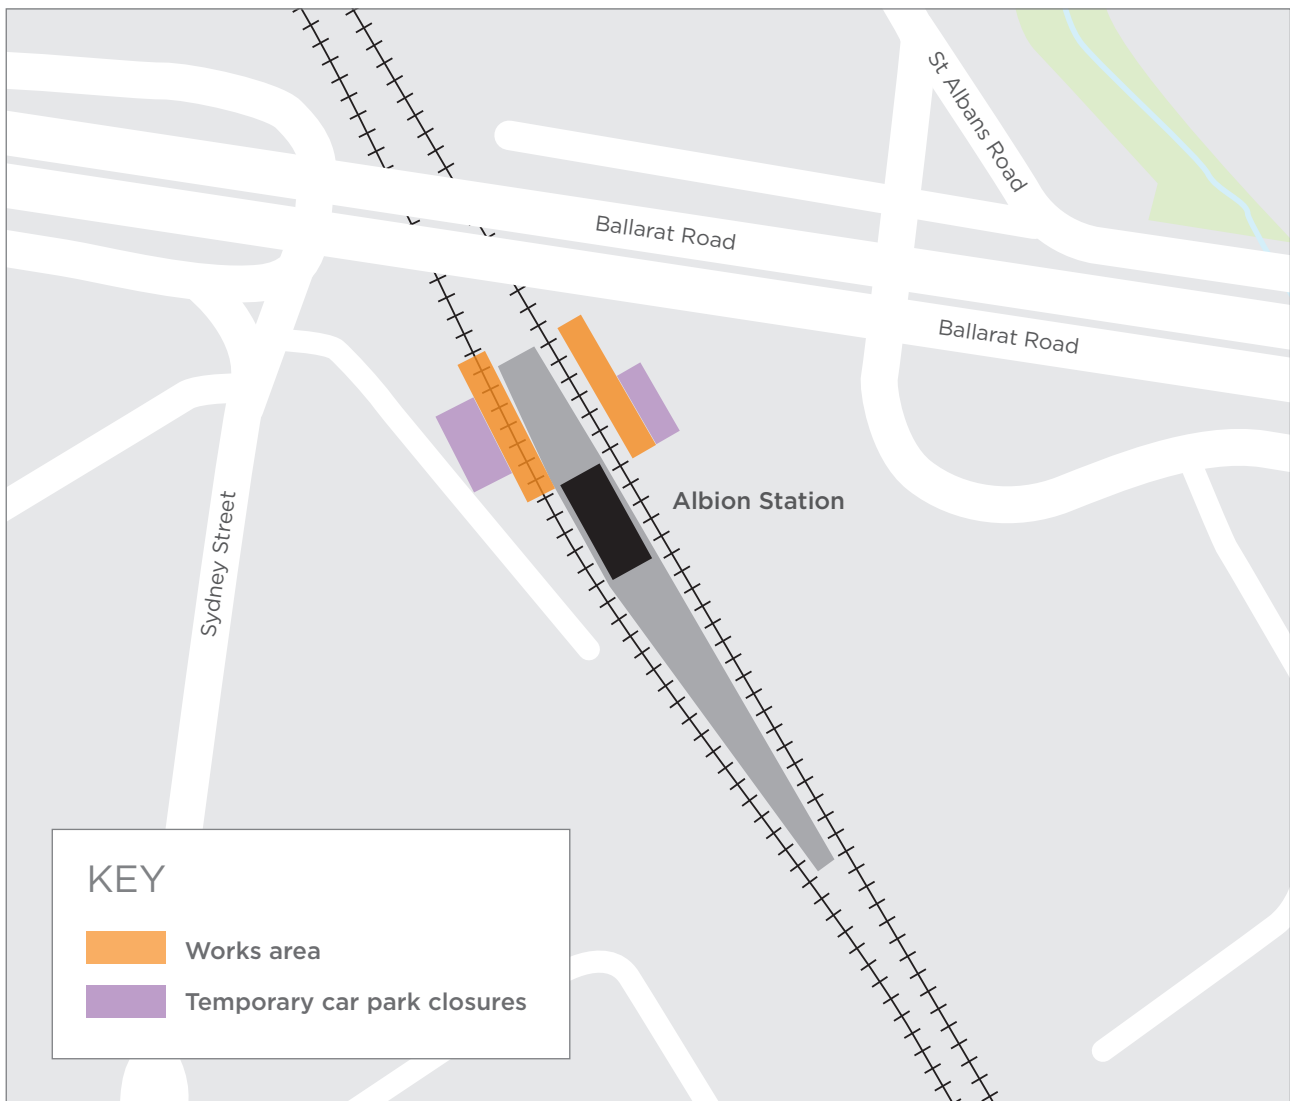 St Albans Road
Ballarat Road
Ballarat Road
Albion Station
Sydney Street
KEY
Works area
Temporary car park closures